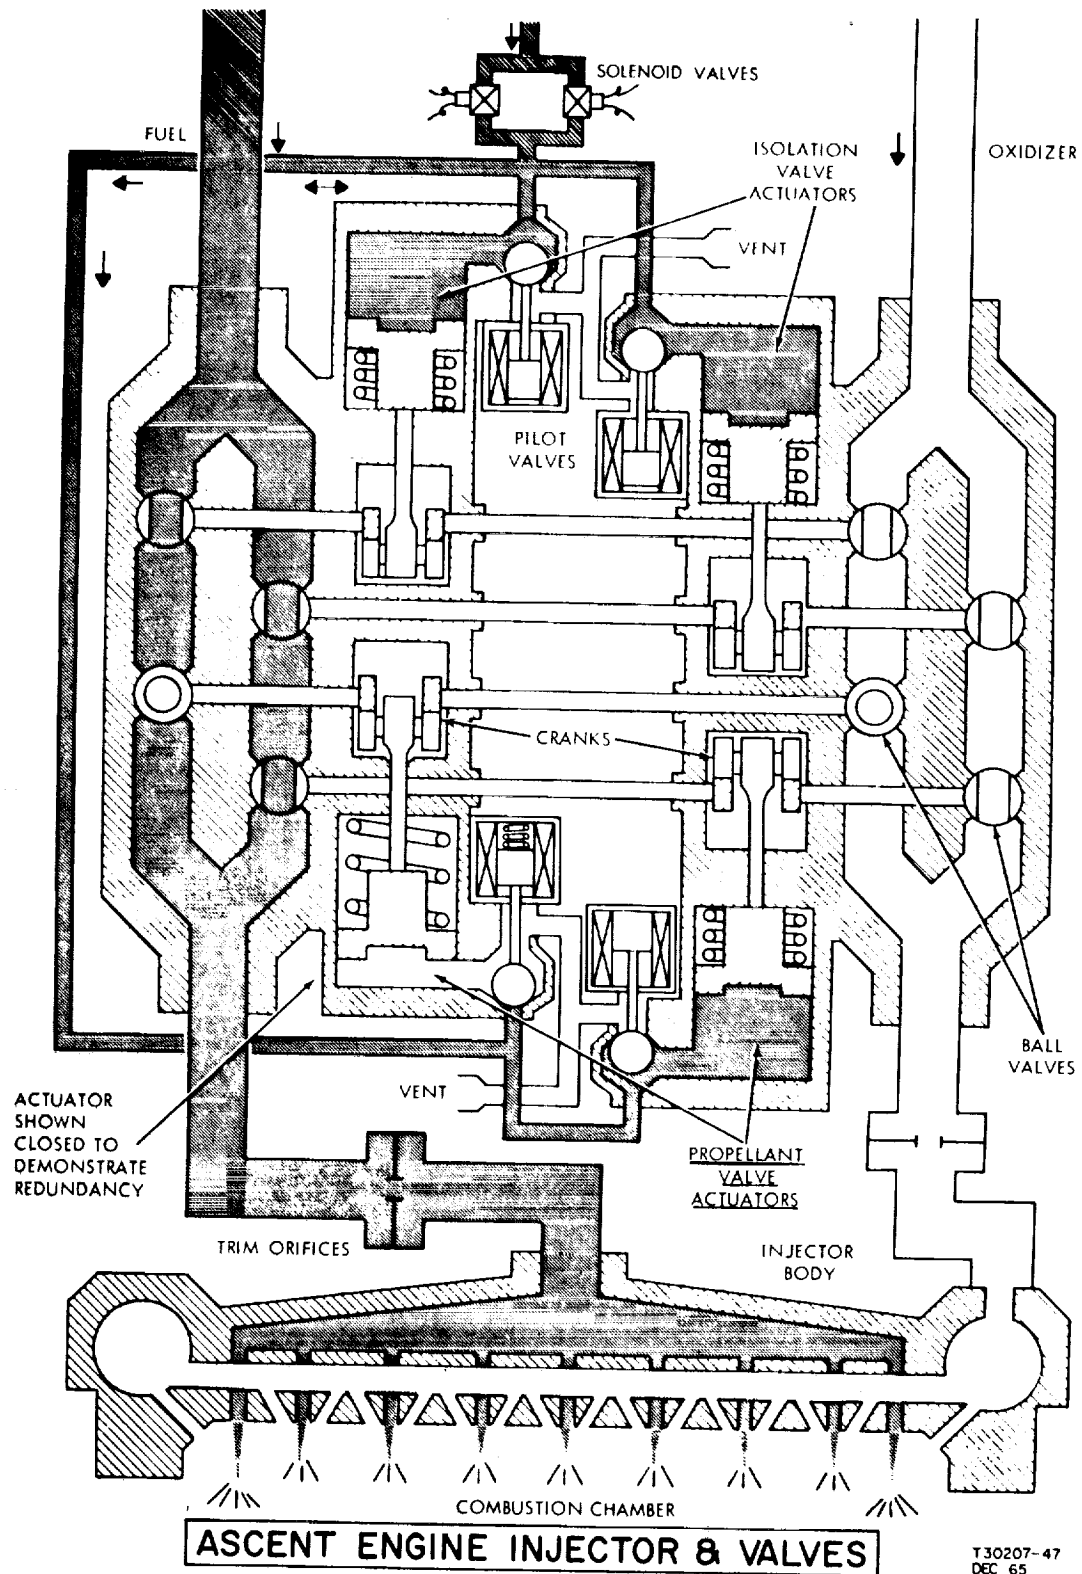 SOLENOID VALVES
FUEL
ISOLATION
VALVE
ACTUATORS
OXIDIZER
VENT
PILOT
VALVES
CRANKS
BALL
VALVES
VENT
ACTUATOR
SHOWN
CLOSED TO
DEMONSTRATE
REDUNDANCY
PROPELLANT
VALVE
ACTUATORS
TRIM ORIFICES
INJECTOR
BODY
COMBUSTION CHAMBER
ASCENT ENGINE INJECTOR & VALVES
T30207-47
DEC 65